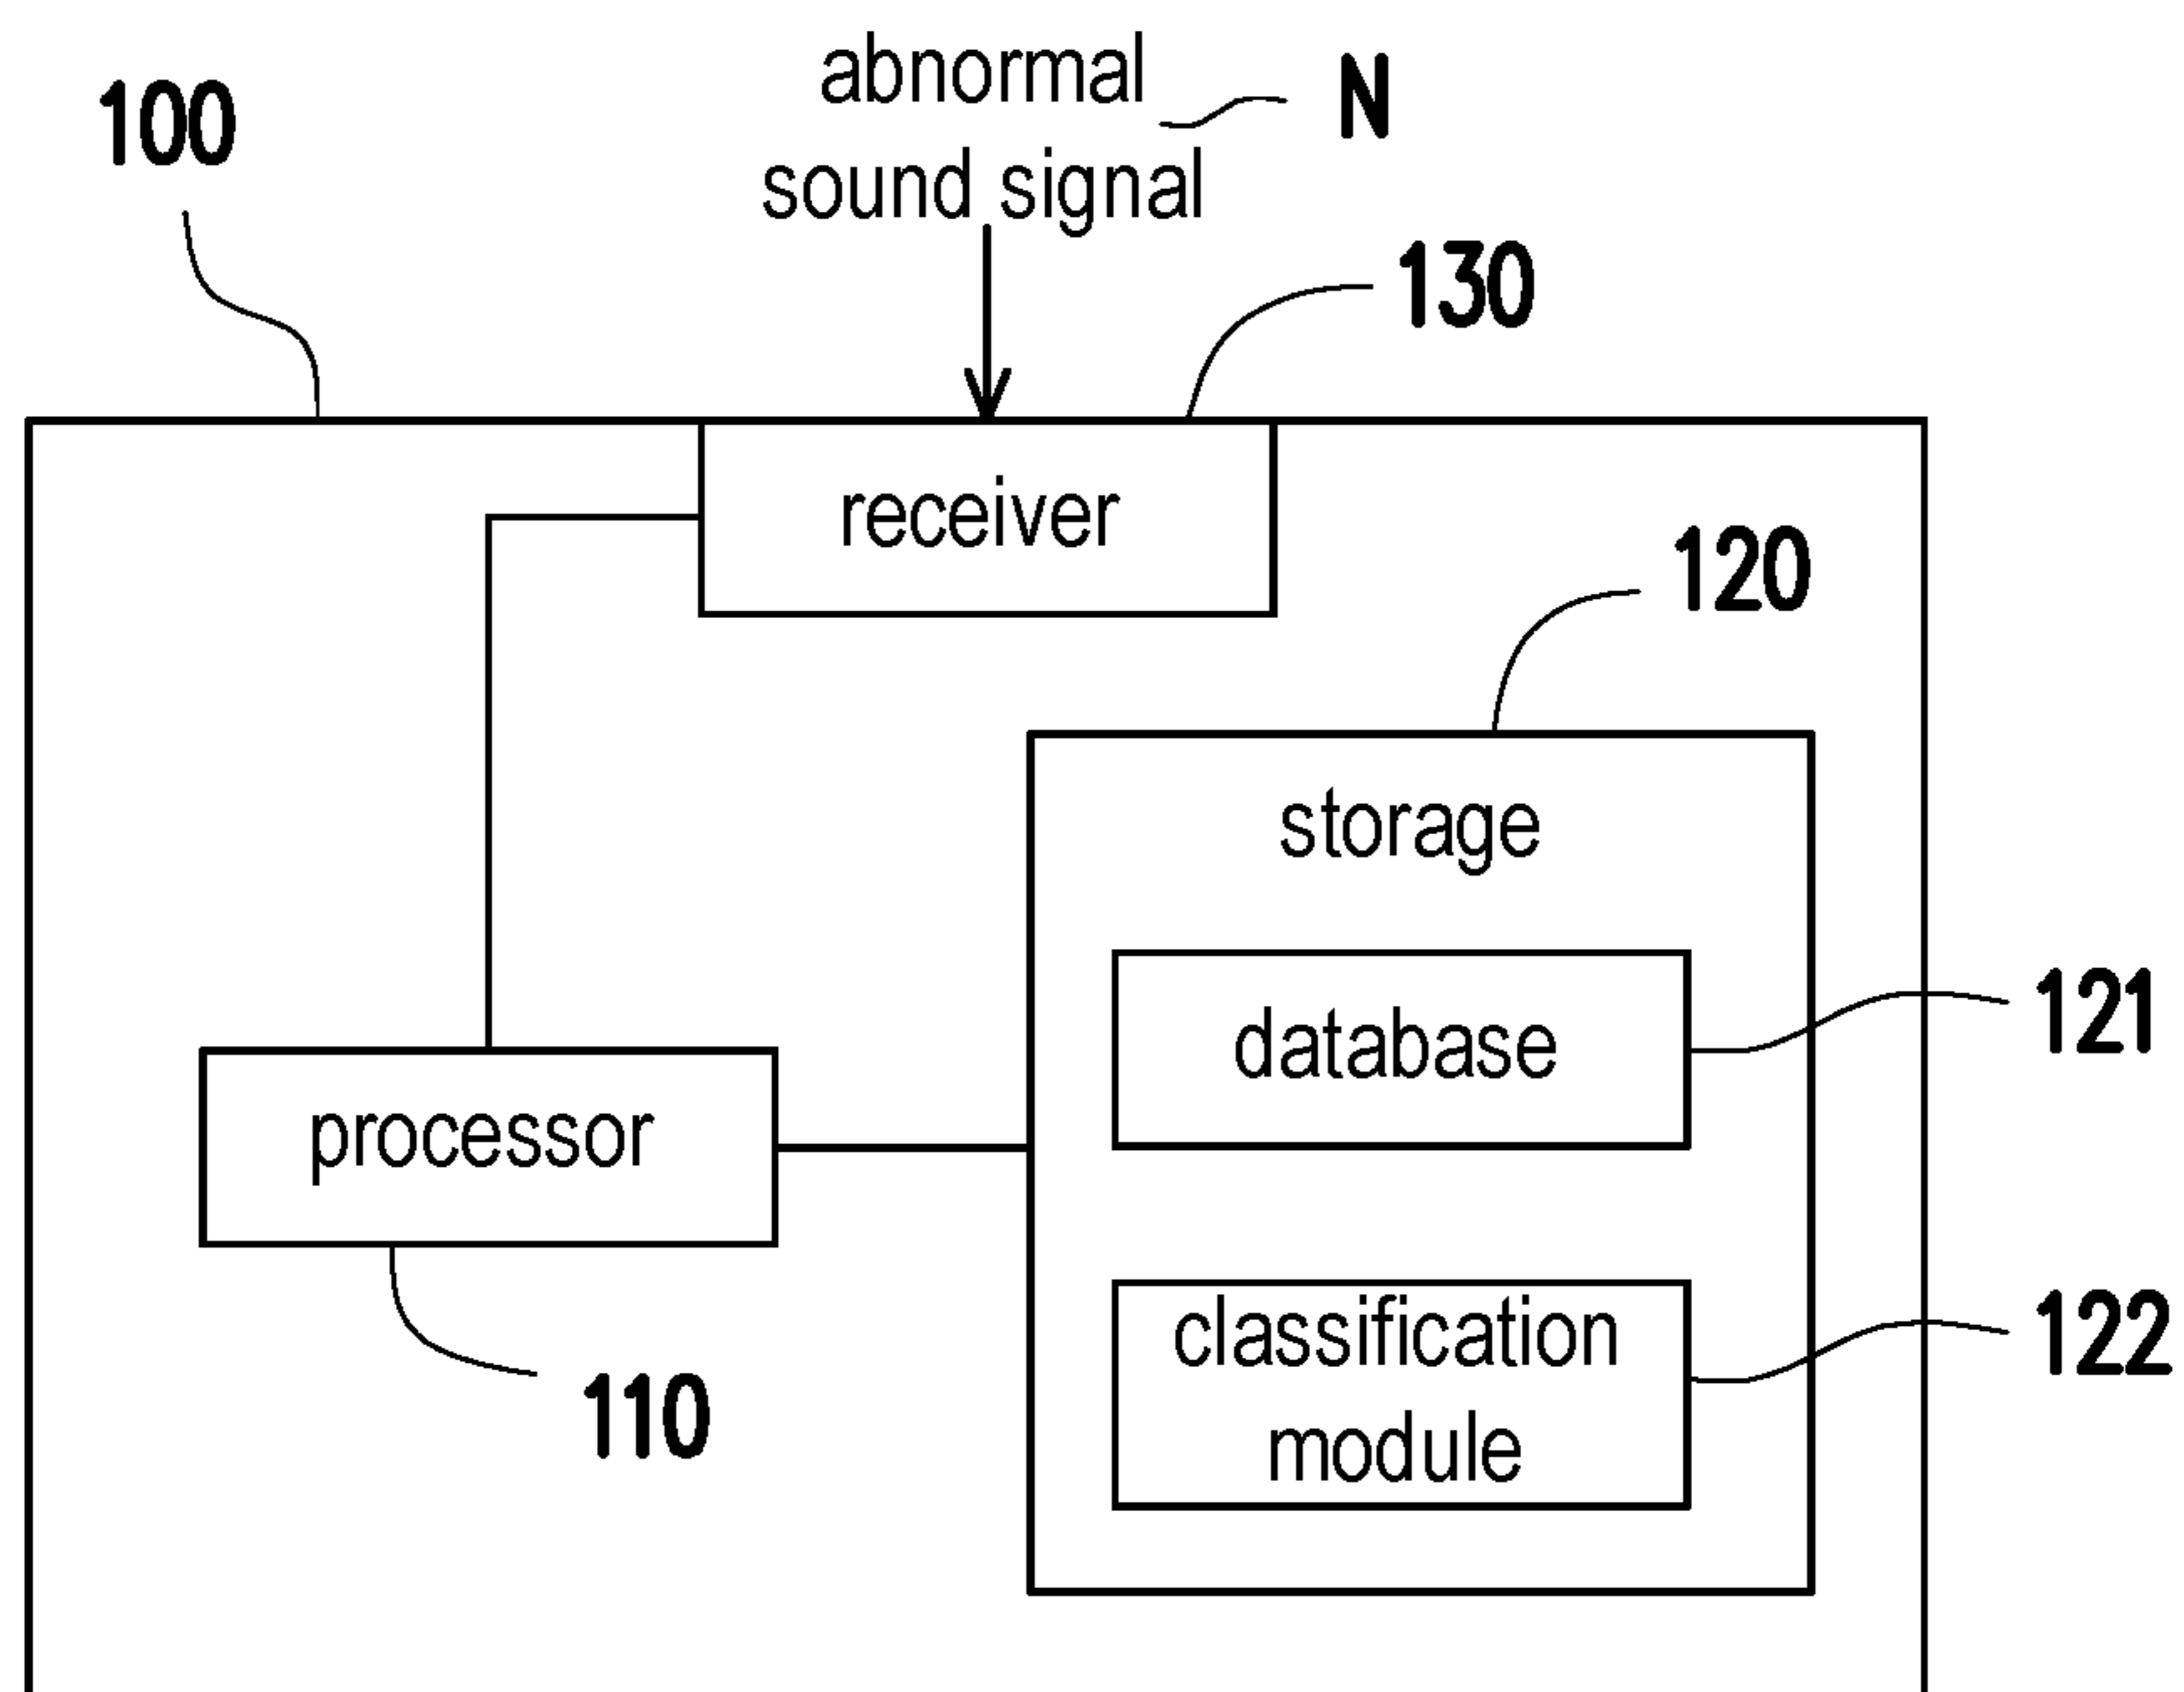 abnormal
N
100
sound signal
130
receiver
120
storage
121
database
processor
122
classification
110
module